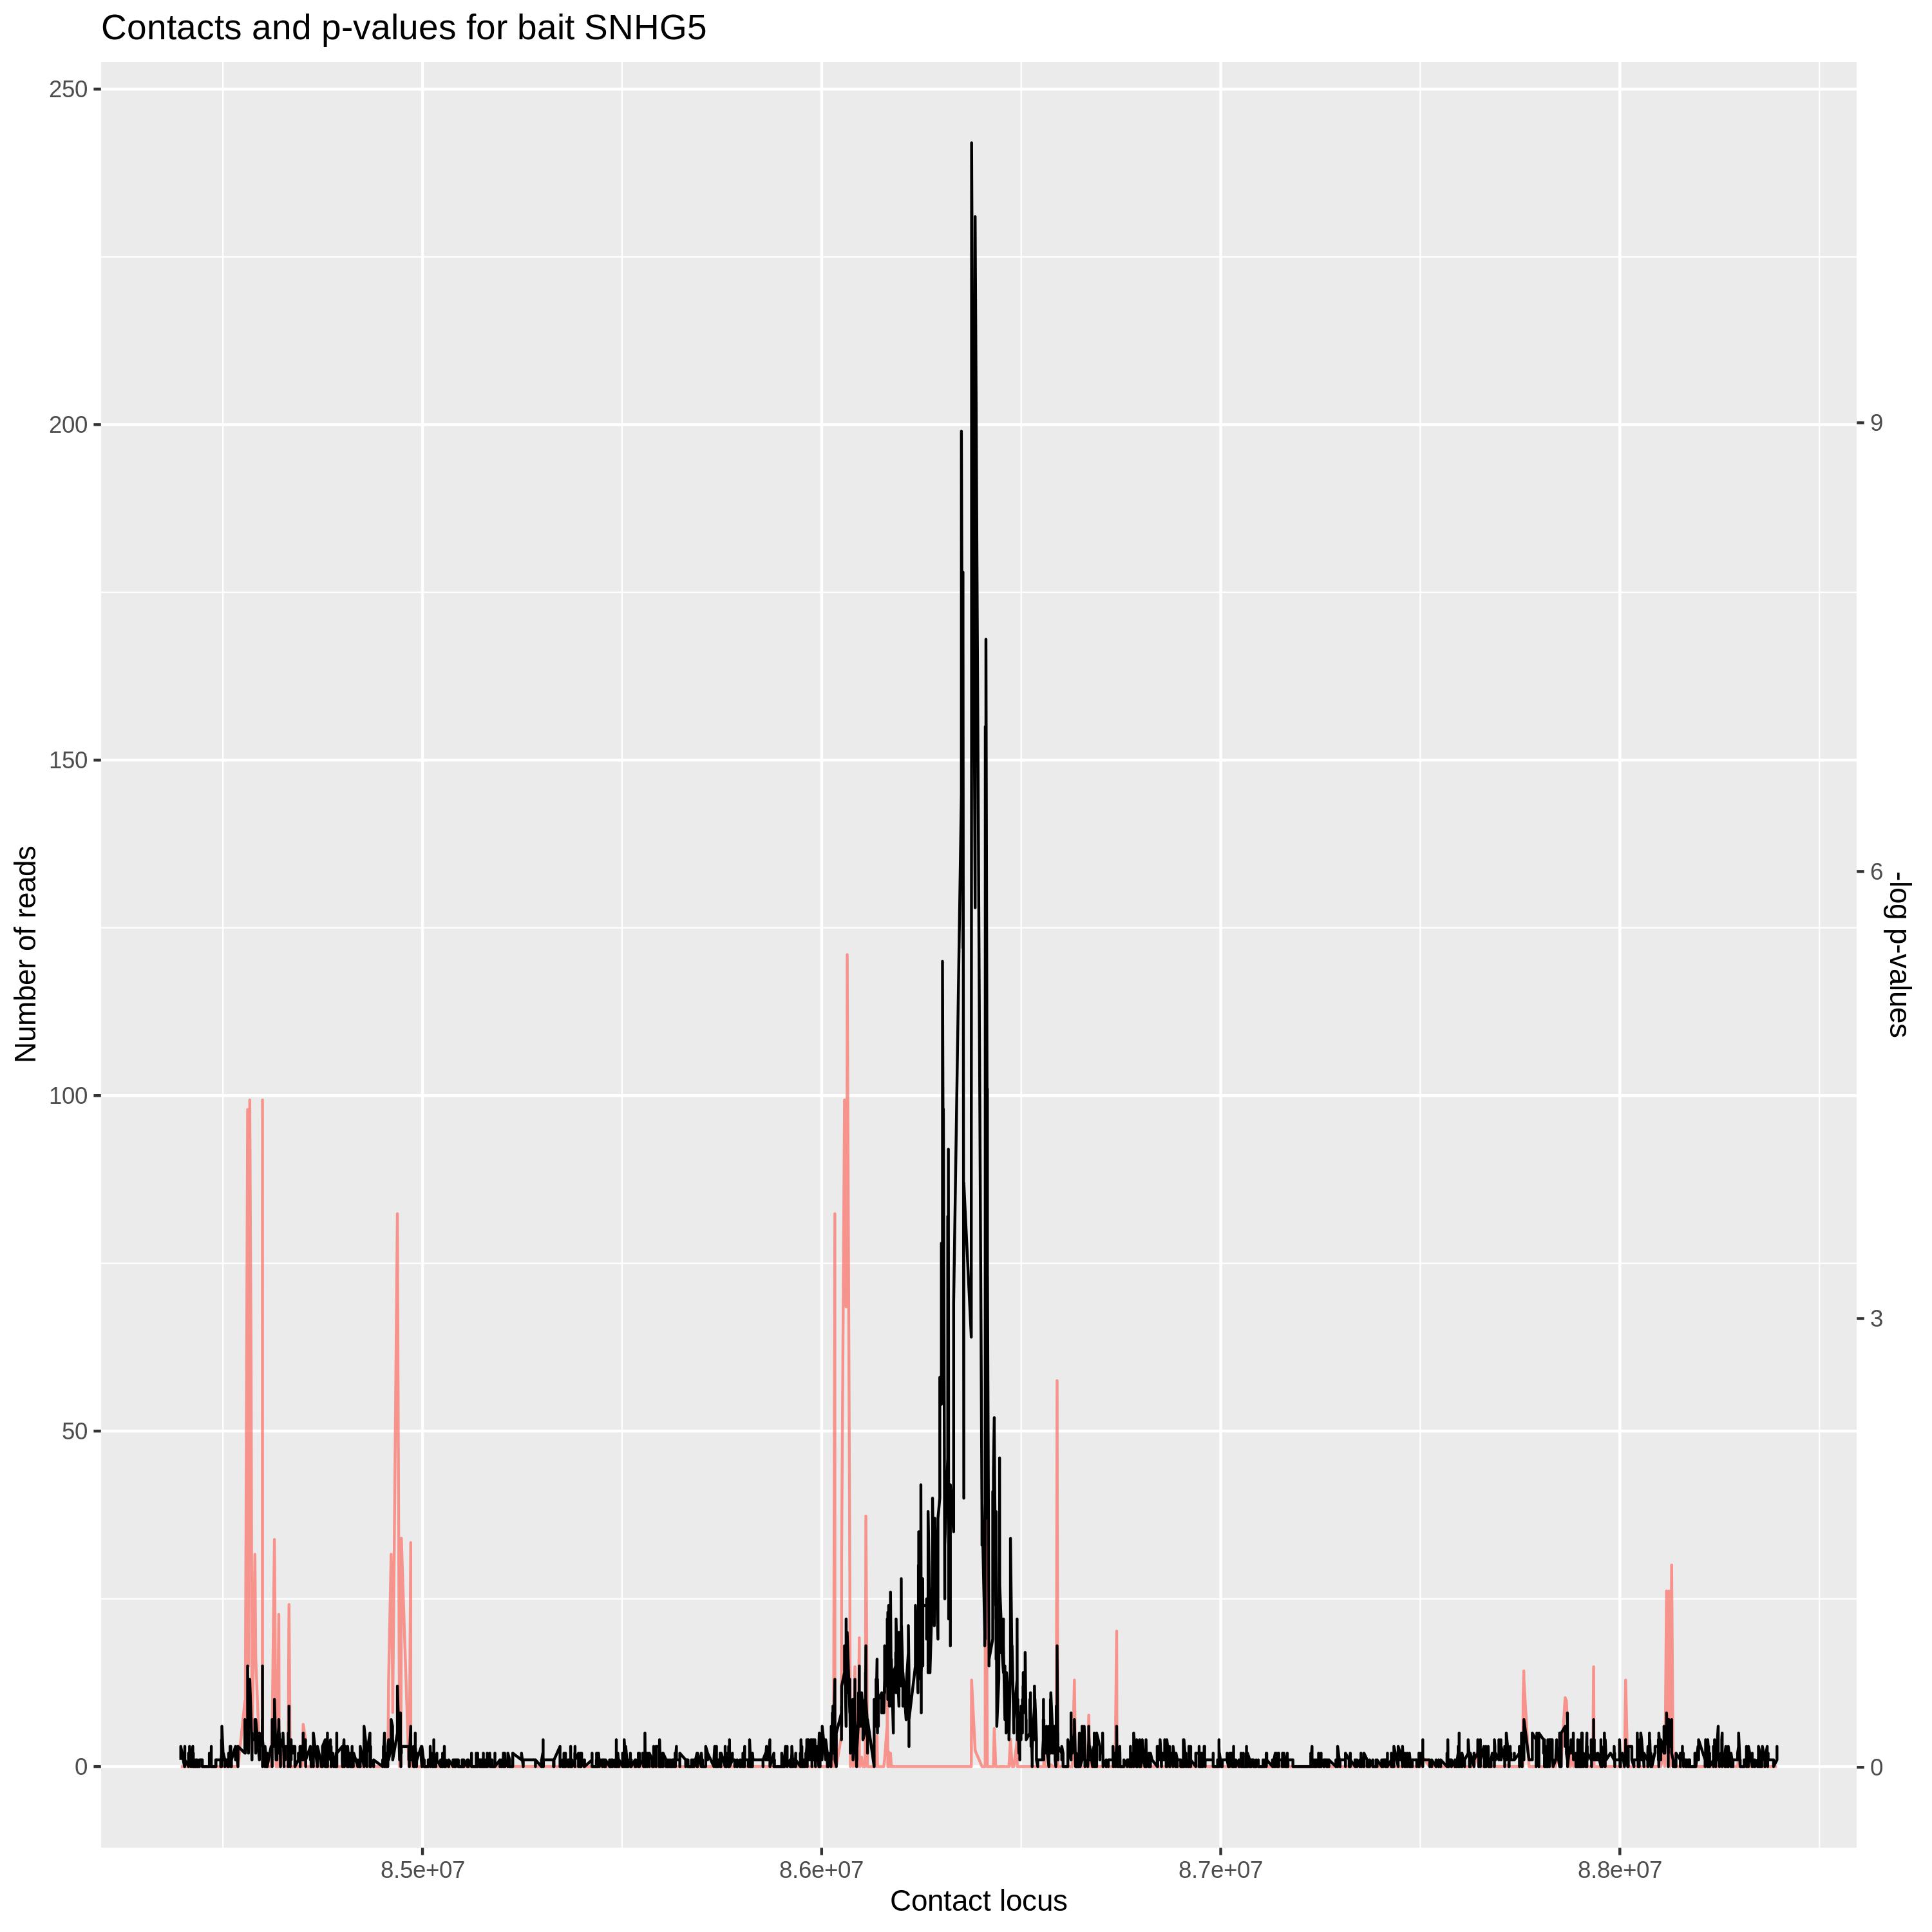 Contacts and p-values for bait SNHG5
250
200
150
100
50
0
Number of reads
9
6
3
0
-log p-values
8.5e+07
8.6e+07
8.7e+07
8.8e+07
Contact locus